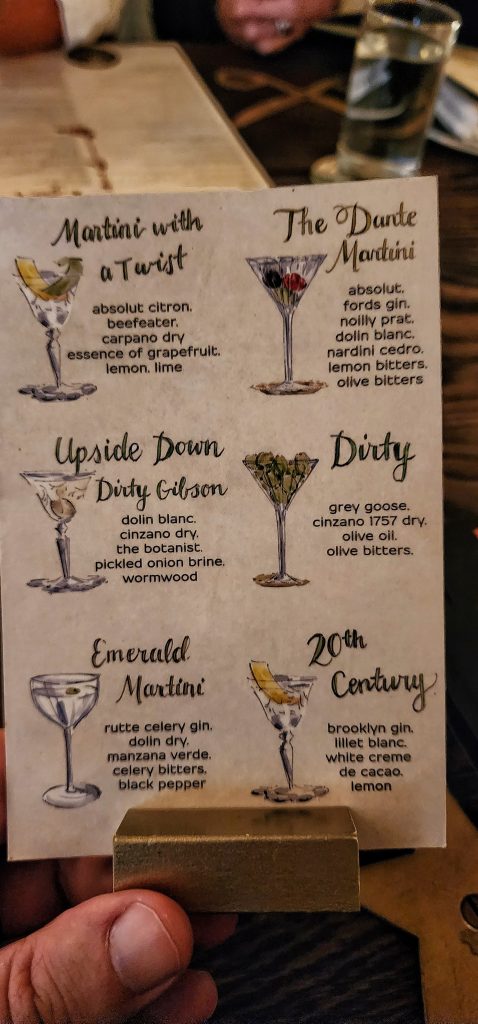 Martini with
a Twist
absolut citron.
beefeater.
carpano dry
essence of grapefruit.
lemon. lime
The Dante
Martini
absolut.
fords gin.
noilly prat.
dolin blanc.
nardini cedro.
lemon bitters.
olive bitters
Upside Down
Dirty Gibson
dolin blanc.
cinzano dry.
the botanist.
pickled onion brine.
wormwood
Dirty
grey goose.
cinzano 1757 dry.
olive oil.
olive bitters.
Emerald
Martini
rutte celery gin.
dolin dry.
manzana verde.
celery bitters.
black pepper
20th
Century
brooklyn gin.
lillet blanc.
white creme
de cacao.
lemon